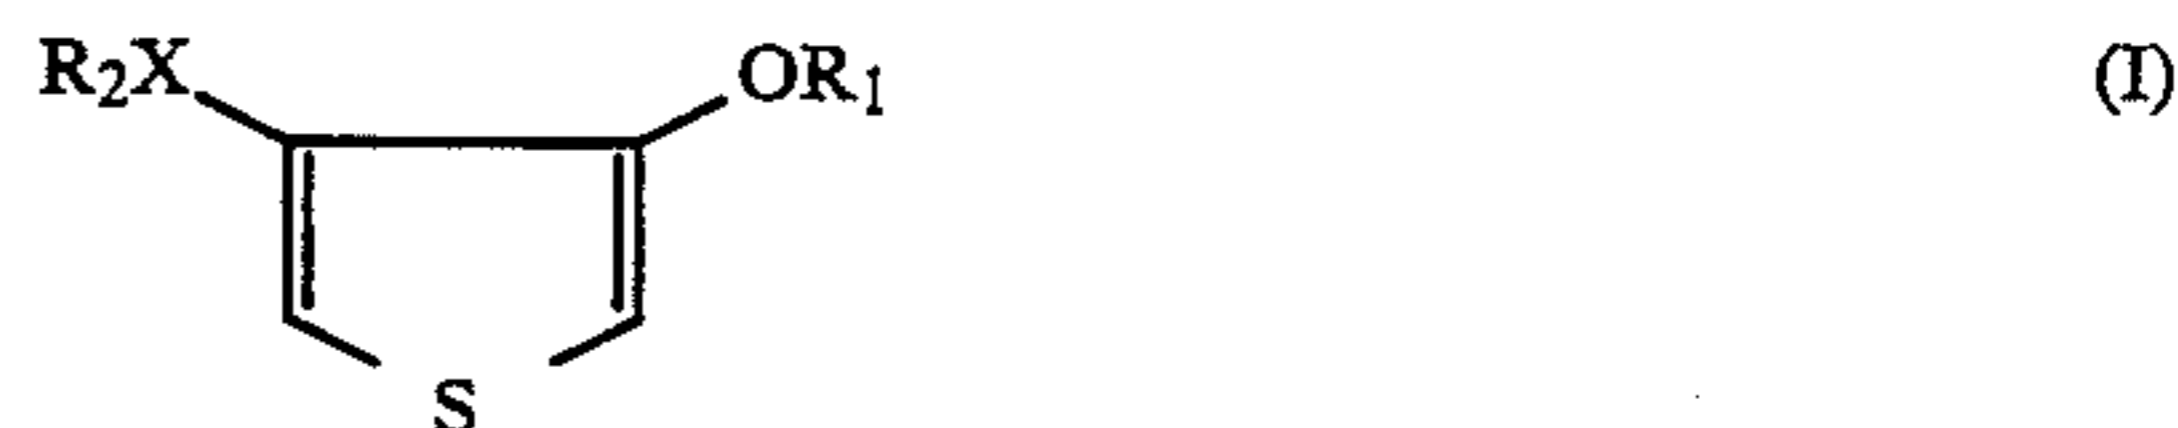 R₂X OR₁ (I)
S